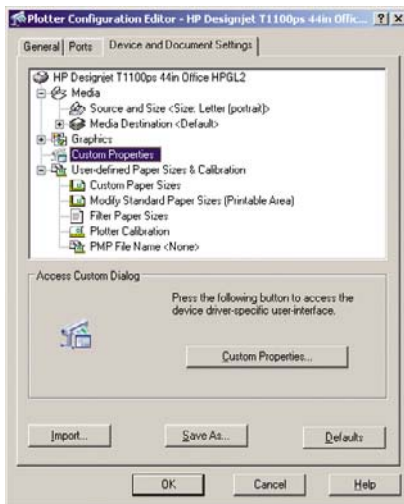 Plotter Configuration Editor - HP Designjet T1100ps 44in Offic...
General
Ports
Device and Document Settings
HP Designjet T1100ps 44in Office HPGL2
Media
Source and Size <Size: Letter (portrait)>
Media Destination <Default>
Graphics
Custom Properties
User-defined Paper Sizes & Calibration
Custom Paper Sizes
Modify Standard Paper Sizes (Printable Area)
Filter Paper Sizes
Plotter Calibration
PMP File Name <None>
Access Custom Dialog
Press the following button to access the
device driver-specific user-interface.
Custom Properties...
Import...
Save As...
Defaults
OK
Cancel
Help